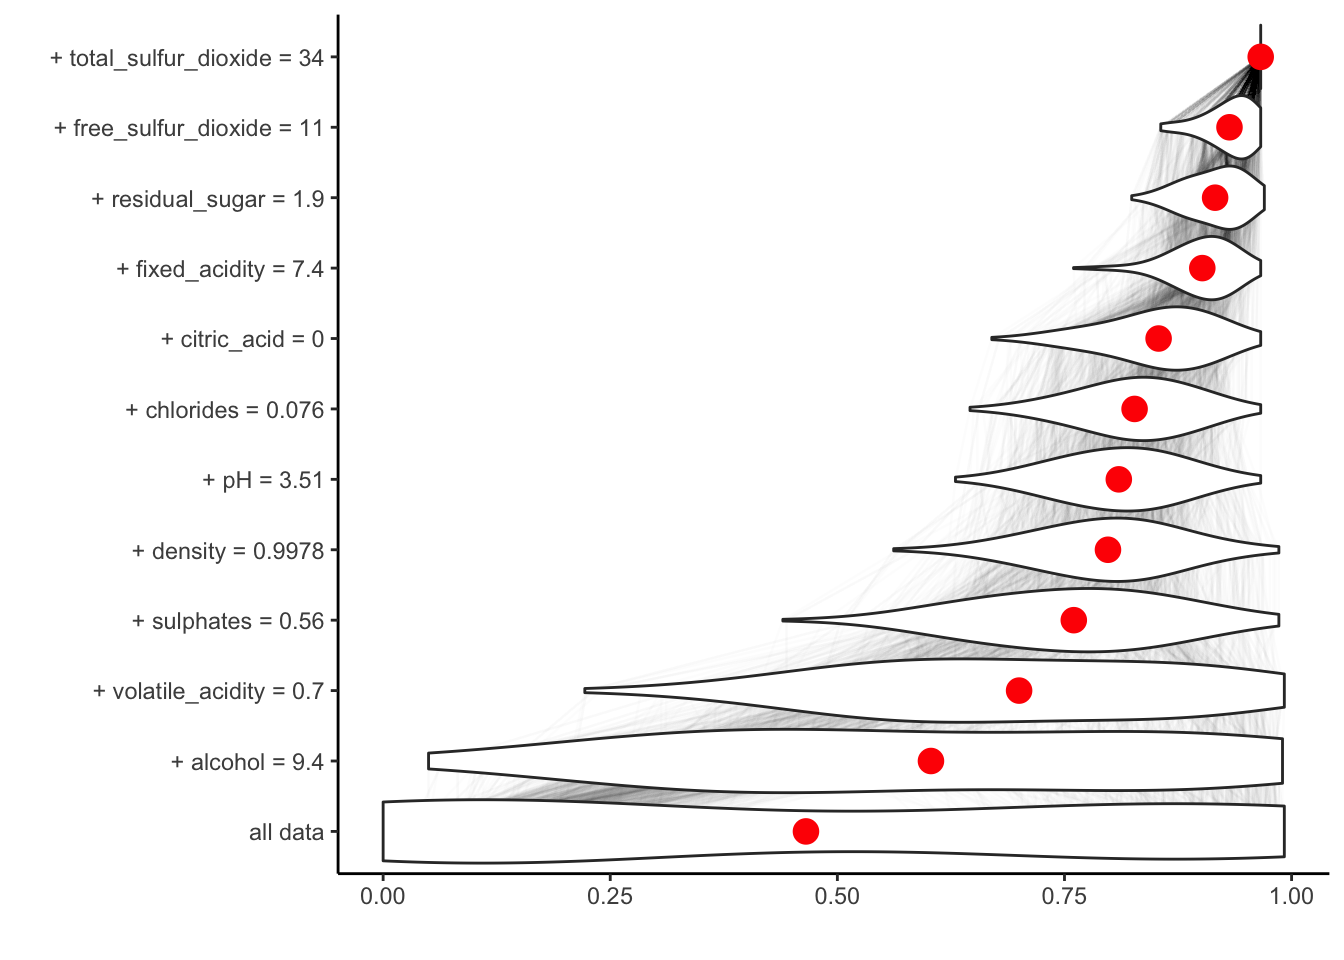 + total_sulfur_dioxide = 34
+ free_sulfur_dioxide = 11
+ residual_sugar = 1.9
+ fixed_acidity = 7.4
+ citric_acid = 0
+ chlorides = 0.076
+ pH = 3.51
+ density = 0.9978
+ sulphates = 0.56
+ volatile_acidity = 0.7
+ alcohol = 9.4
all data
0.00 0.25 0.50 0.75 1.00